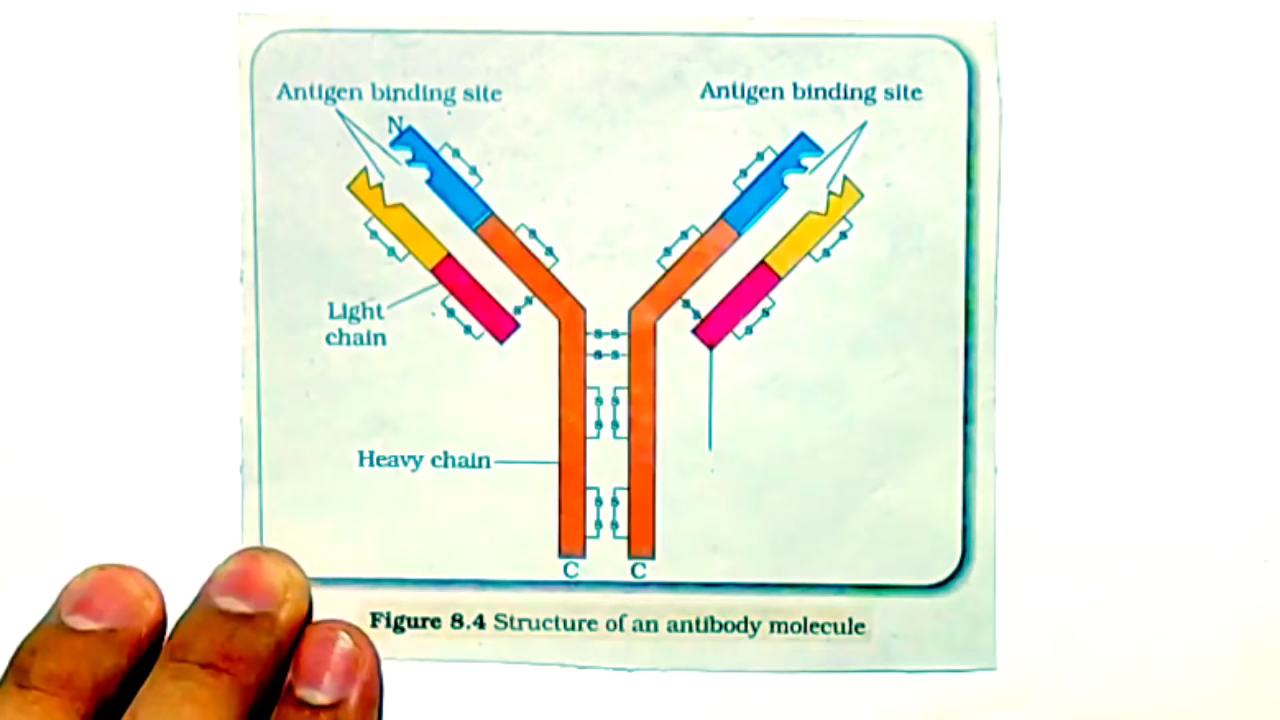 Antigen binding site
Antigen binding site
N
Light
chain
Heavy chain
C
C
Figure 8.4 Structure of an antibody molecule